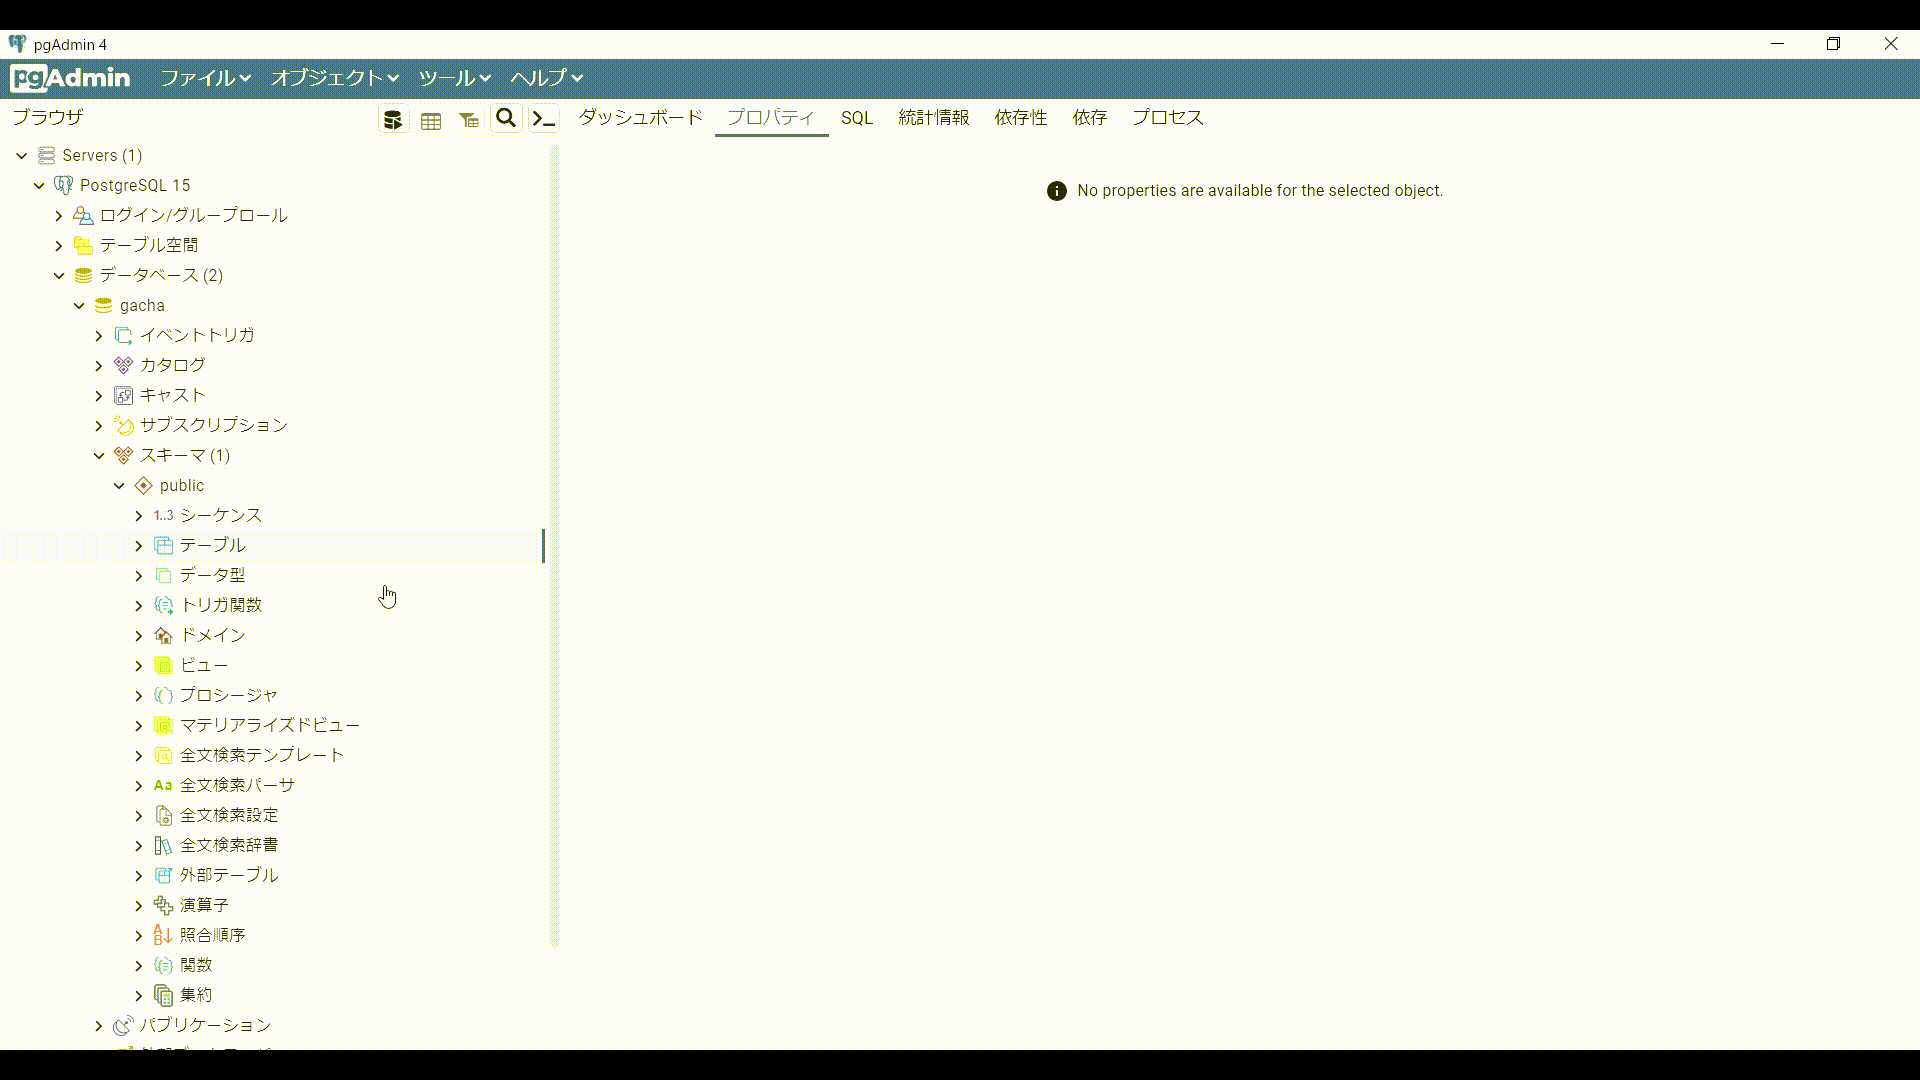 pgAdmin 4
pgAdmin ファイル オブジェクト ツール ヘルプ
ブラウザ
ダッシュボード プロパティ SQL 統計情報 依存性 依存 プロセス
Servers (1)
PostgreSQL 15
ログイン/グループロール
テーブル空間
データベース (2)
gacha
イベントトリガ
カタログ
キャスト
サブスクリプション
スキーマ (1)
public
1..3 シーケンス
テーブル
データ型
トリガ関数
ドメイン
ビュー
プロシージャ
マテリアライズドビュー
全文検索テンプレート
Aa 全文検索パーサ
全文検索設定
全文検索辞書
外部テーブル
演算子
照合順序
関数
集約
パブリケーション
No properties are available for the selected object.